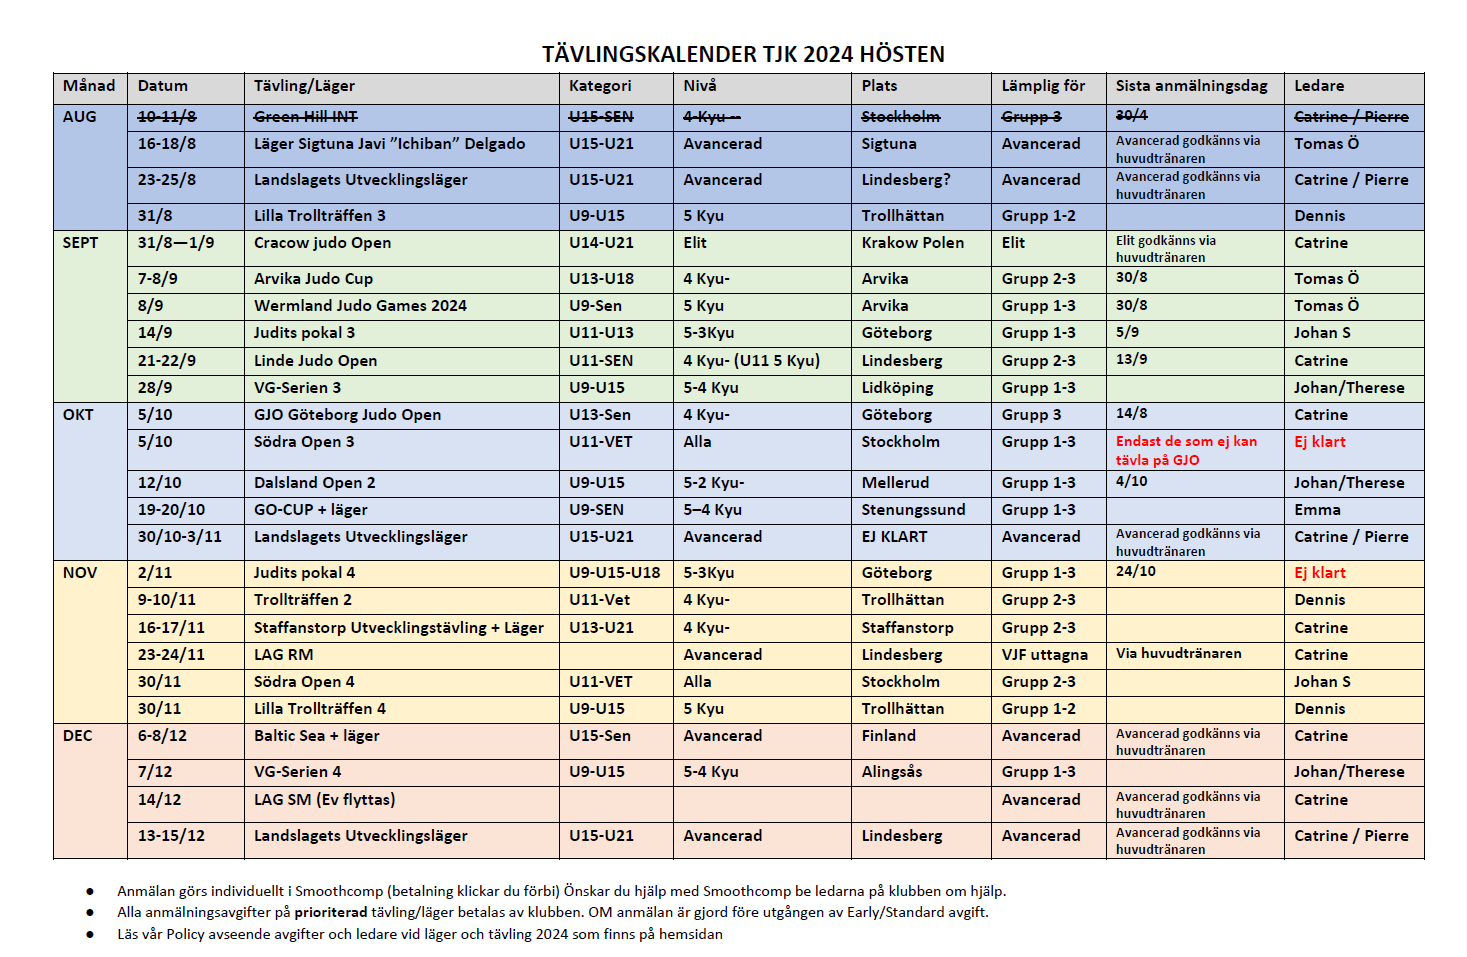 TÄVLINGSKALENDER TJK 2024 HÖSTEN
Månad Datum Tävling/Läger Kategori Nivå Plats Lämplig för Sista anmälningsdag Ledare
AUG 10-11/8 Green Hill INT U15-SEN 4-Kyu -- Stockholm Grupp 3 30/4 Catrine / Pierre
16-18/8 Läger Sigtuna Javi ”Ichiban” Delgado U15-U21 Avancerad Sigtuna Avancerad Avancerad godkänns via Tomas Ö
huvudtränaren
23-25/8 Landslagets Utvecklingsläger U15-U21 Avancerad Lindesberg? Avancerad Avancerad godkänns via Catrine / Pierre
huvudtränaren
31/8 Lilla Trollträffen 3 U9-U15 5 Kyu Trollhättan Grupp 1-2 Dennis
SEPT 31/8—1/9 Cracow judo Open U14-U21 Elit Krakow Polen Elit Elit godkänns via Catrine
huvudtränaren
7-8/9 Arvika Judo Cup U13-U18 4 Kyu- Arvika Grupp 2-3 30/8 Tomas Ö
8/9 Wermland Judo Games 2024 U9-Sen 5 Kyu Arvika Grupp 1-3 30/8 Tomas Ö
14/9 Judits pokal 3 U11-U13 5-3Kyu Göteborg Grupp 1-3 5/9 Johan S
21-22/9 Linde Judo Open U11-SEN 4 Kyu- (U11 5 Kyu) Lindesberg Grupp 2-3 13/9 Catrine
28/9 VG-Serien 3 U9-U15 5-4 Kyu Lidköping Grupp 1-3 Johan/Therese
OKT 5/10 GJO Göteborg Judo Open U13-Sen 4 Kyu- Göteborg Grupp 3 14/8 Catrine
5/10 Södra Open 3 U11-VET Alla Stockholm Grupp 1-3 Endast de som ej kan Ej klart
tävla på GJO
12/10 Dalsland Open 2 U9-U15 5-2 Kyu- Mellerud Grupp 1-3 4/10 Johan/Therese
19-20/10 GO-CUP + läger U9-SEN 5–4 Kyu Stenungssund Grupp 1-3 Emma
30/10-3/11 Landslagets Utvecklingsläger U15-U21 Avancerad EJ KLART Avancerad Avancerad godkänns via Catrine / Pierre
huvudtränaren
NOV 2/11 Judits pokal 4 U9-U15-U18 5-3Kyu Göteborg Grupp 1-3 24/10 Ej klart
9-10/11 Trollträffen 2 U11-Vet 4 Kyu- Trollhättan Grupp 2-3 Dennis
16-17/11 Staffanstorp Utvecklingstävling + Läger U13-U21 4 Kyu- Staffanstorp Grupp 2-3 Catrine
23-24/11 LAG RM Avancerad Lindesberg VJF uttagna Via huvudtränaren Catrine
30/11 Södra Open 4 U11-VET Alla Stockholm Grupp 2-3 Johan S
30/11 Lilla Trollträffen 4 U9-U15 5 Kyu Trollhättan Grupp 1-2 Dennis
DEC 6-8/12 Baltic Sea + läger U15-Sen Avancerad Finland Avancerad Avancerad godkänns via Catrine
huvudtränaren
7/12 VG-Serien 4 U9-U15 5-4 Kyu Alingsås Grupp 1-3 Johan/Therese
14/12 LAG SM (Ev flyttas) Avancerad Avancerad godkänns via Catrine
huvudtränaren
13-15/12 Landslagets Utvecklingsläger U15-U21 Avancerad Lindesberg Avancerad Avancerad godkänns via Catrine / Pierre
huvudtränaren
● Anmälan görs individuellt i Smoothcomp (betalning klickar du förbi) Önskar du hjälp med Smoothcomp be ledarna på klubben om hjälp.
● Alla anmälningsavgifter på prioriterad tävling/läger betalas av klubben. OM anmälan är gjord före utgången av Early/Standard avgift.
● Läs vår Policy avseende avgifter och ledare vid läger och tävling 2024 som finns på hemsidan